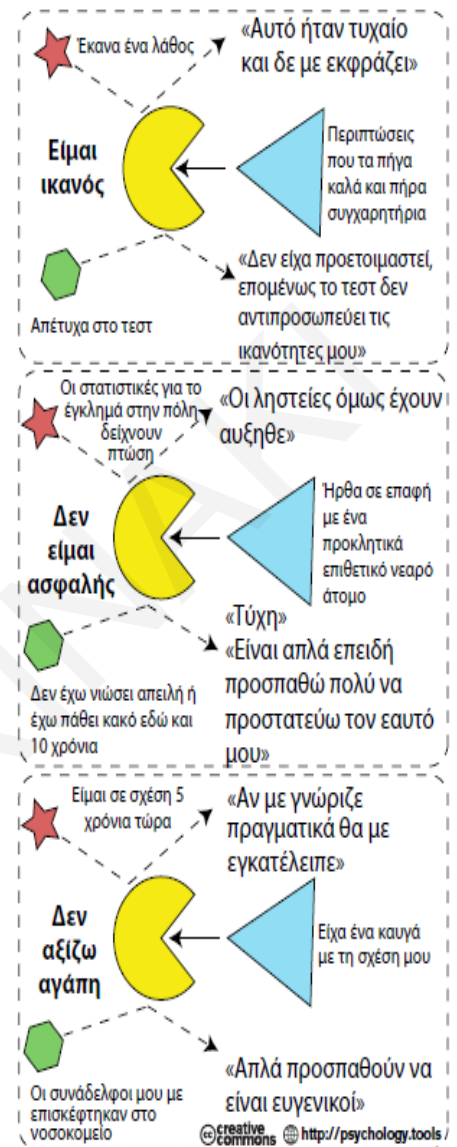 Έκανα ένα λάθος
«Αυτό ήταν τυχαίο
και δε με εκφράζει»
Είμαι
ικανός
Περιπτώσεις
που τα πήγα
καλά και πήρα
συγχαρητήρια
Απέτυχα στο τεστ
«Δεν είχα προετοιμαστεί,
επομένως το τεστ δεν
αντιπροσωπεύει τις
ικανότητες μου»
Οι στατιστικές για το
έγκλημά στην πόλη
δείχνουν
πτώση
«Οι ληστείες όμως έχουν
αυξηθε»
Δεν
είμαι
ασφαλής
Ήρθα σε επαφή
με ένα
προκλητικά
επιθετικό νεαρό
άτομο
Δεν έχω νιώσει απειλή ή
έχω πάθει κακό εδώ και
10 χρόνια
«Τύχη»
«Είναι απλά επειδή
προσπαθώ πολύ να
προστατεύω τον εαυτό
μου»
Είμαι σε σχέση 5
χρόνια τώρα
«Αν με γνώριζε
πραγματικά θα με
εγκατέλειπε»
Δεν
αξίζω
αγάπη
Είχα ένα καυγά
με τη σχέση μου
Οι συνάδελφοι μου με
επισκέφτηκαν στο
νοσοκομείο
«Απλά προσπαθούν να
είναι ευγενικοί»
cc creative commons http://psychology.tools